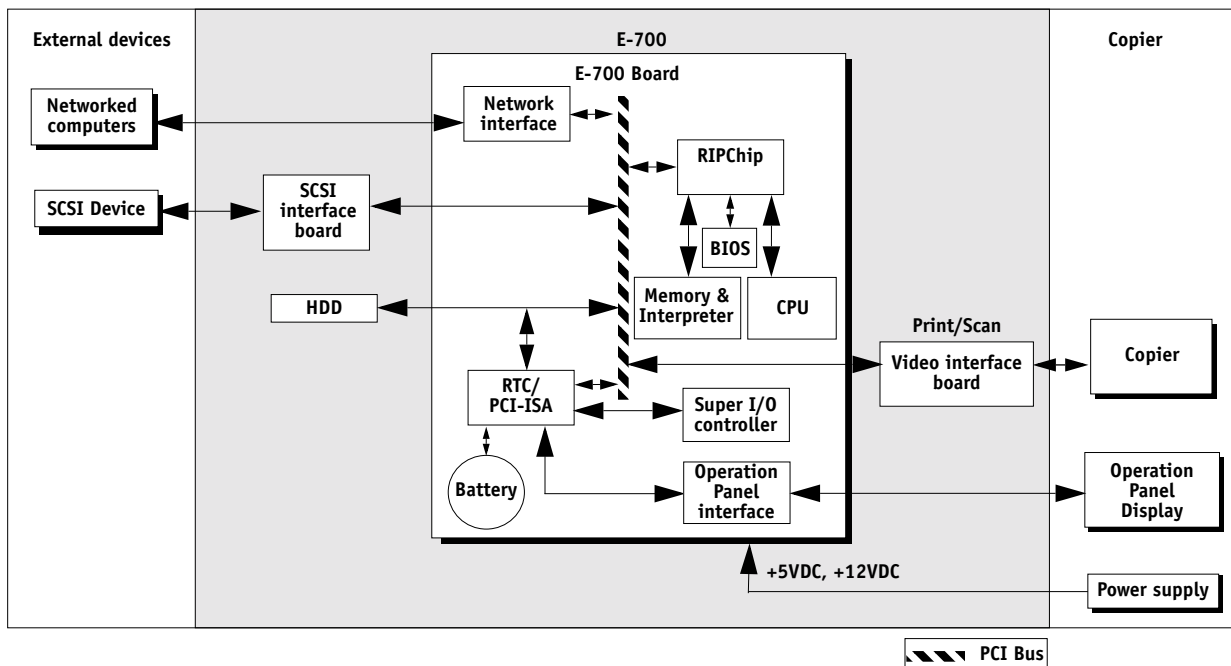 External devices
E-700
Copier
E-700 Board
Networked
computers
Network
interface
RIPChip
SCSI Device
SCSI
interface
board
BIOS
HDD
Memory &
Interpreter
CPU
Print/Scan
Video interface
board
Copier
RTC/
PCI-ISA
Super I/O
controller
Battery
Operation
Panel
interface
Operation
Panel
Display
+5VDC, +12VDC
Power supply
PCI Bus